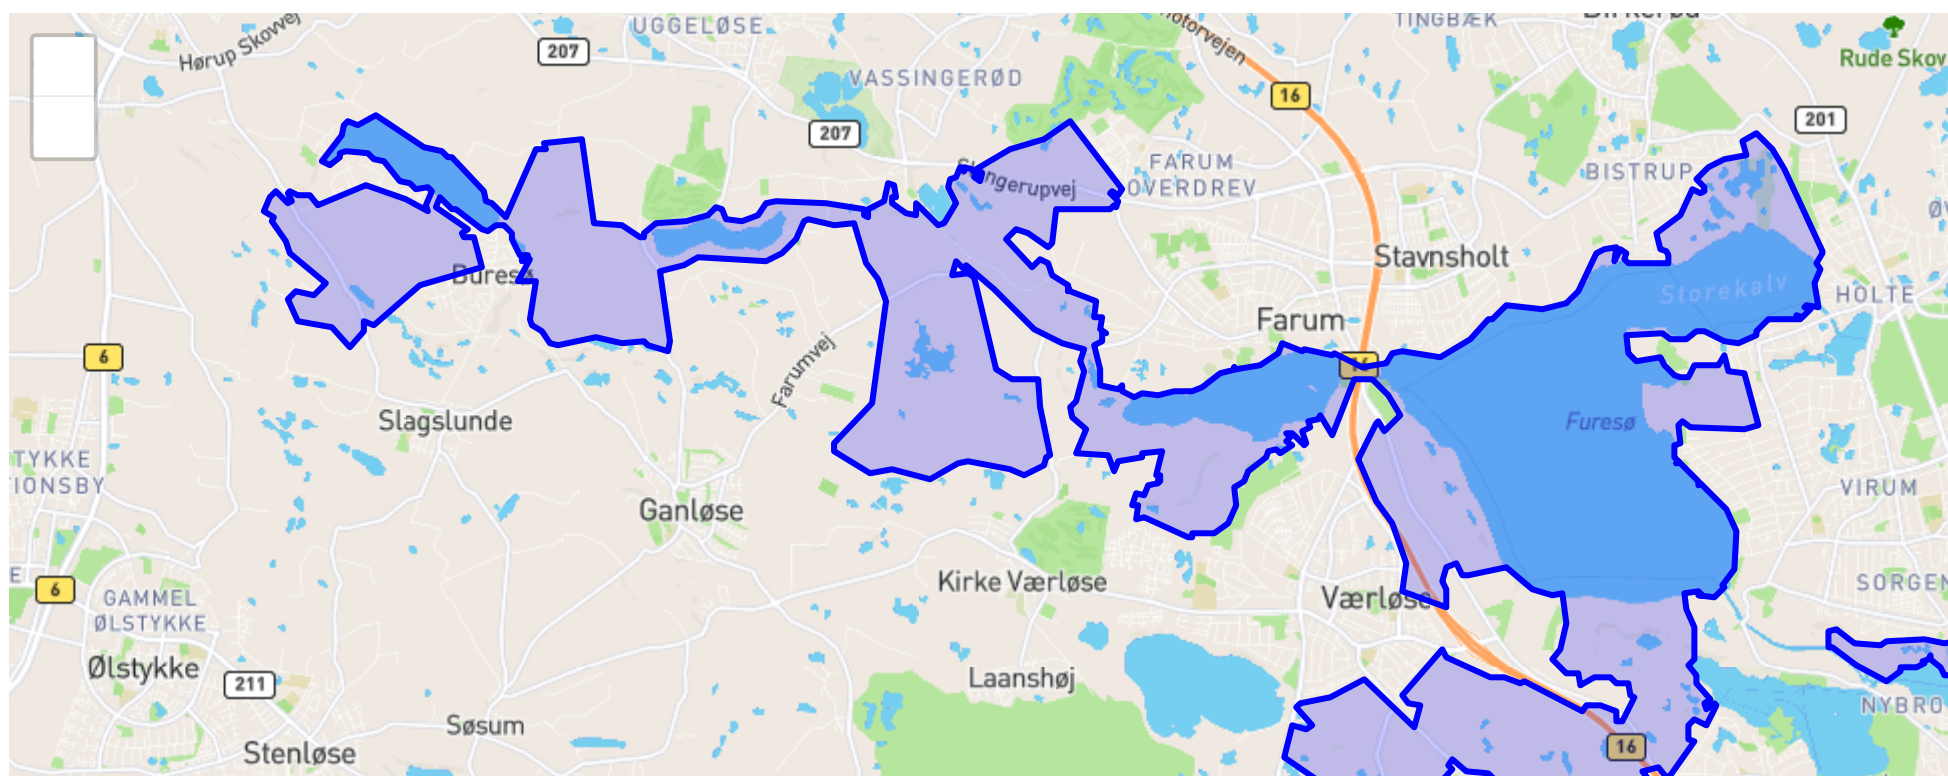 UGGELØSE
TINGBÆK
Hørup Skovvej
207
motorvejen
Rude Skov
VASSINGERØD
16
207
201
FARUM
OVERDREV
BISTRUP
Slangerupvej
Stavnsholt
Buresø
Storekalv
HOLTE
Farum
6
16
Farumvej
Slagslunde
Furesø
TYKKE
IONSBY
VIRUM
Ganløse
6
Kirke Værløse
Værløse
SORGEN
GAMMEL
ØLSTYKKE
Ølstykke
211
Laanshøj
NYBRO
Søsum
Stenløse
16